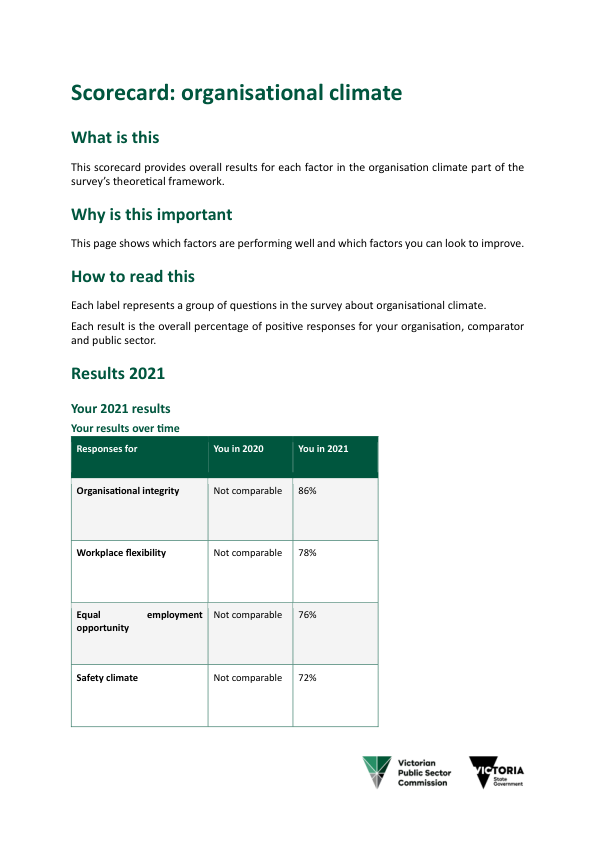 Scorecard: organisational climate
What is this
This scorecard provides overall results for each factor in the organisation climate part of the
survey's theoretical framework.
Why is this important
This page shows which factors are performing well and which factors you can look to improve.
How to read this
Each label represents a group of questions in the survey about organisational climate.
Each result is the overall percentage of positive responses for your organisation, comparator
and public sector.
Results 2021
Your 2021 results
Your results over time
Responses for You in 2020 You in 2021
Organisational integrity Not comparable 86%
Workplace flexibility Not comparable 78%
Equal employment Not comparable 76%
opportunity
Safety climate Not comparable 72%
Victorian
Public Sector
Commission
VICTORIA
State
Government